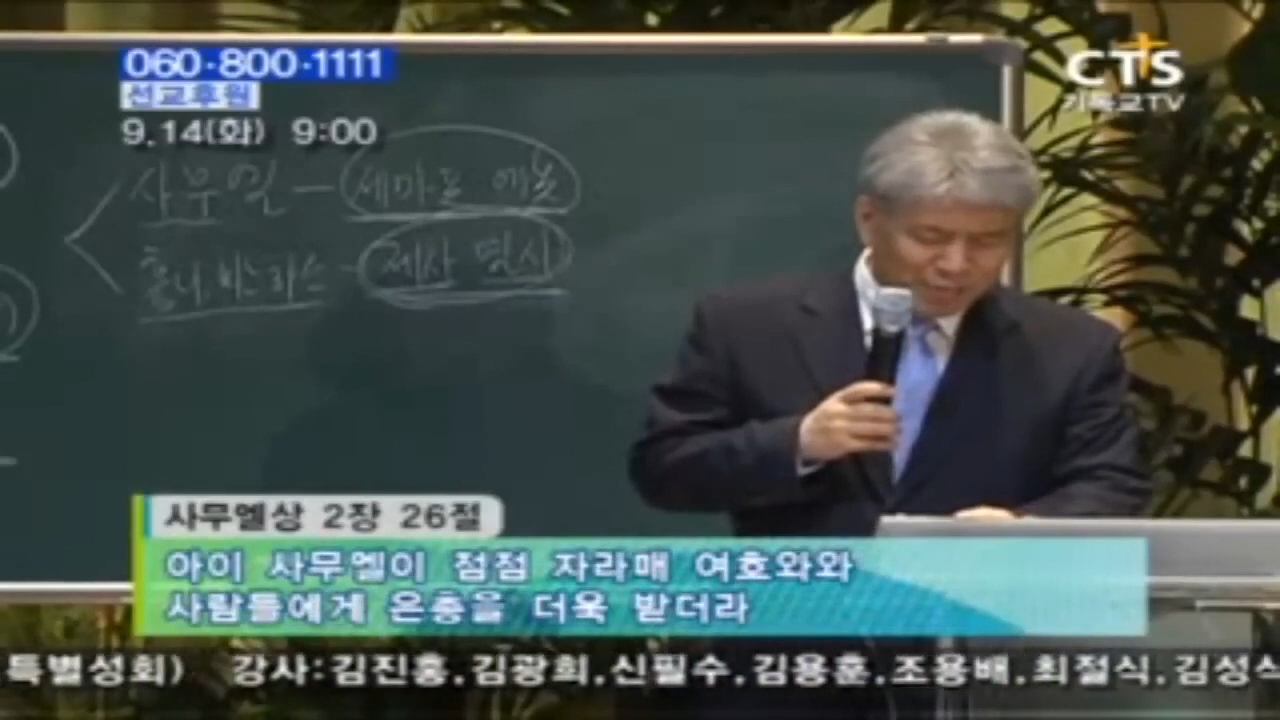 060·800·1111
선교후원
9.14(화) 9:00
CTS
기독교TV
사무엘 - 세마포 에봇
홉니, 비느하스 - 제사 멸시
사무엘상 2장 26절
아이 사무엘이 점점 자라매 여호와와
사람들에게 은총을 더욱 받더라
특별성회) 강사:김진홍,김광희,신필수,김용훈,조용배,최절식,김성식